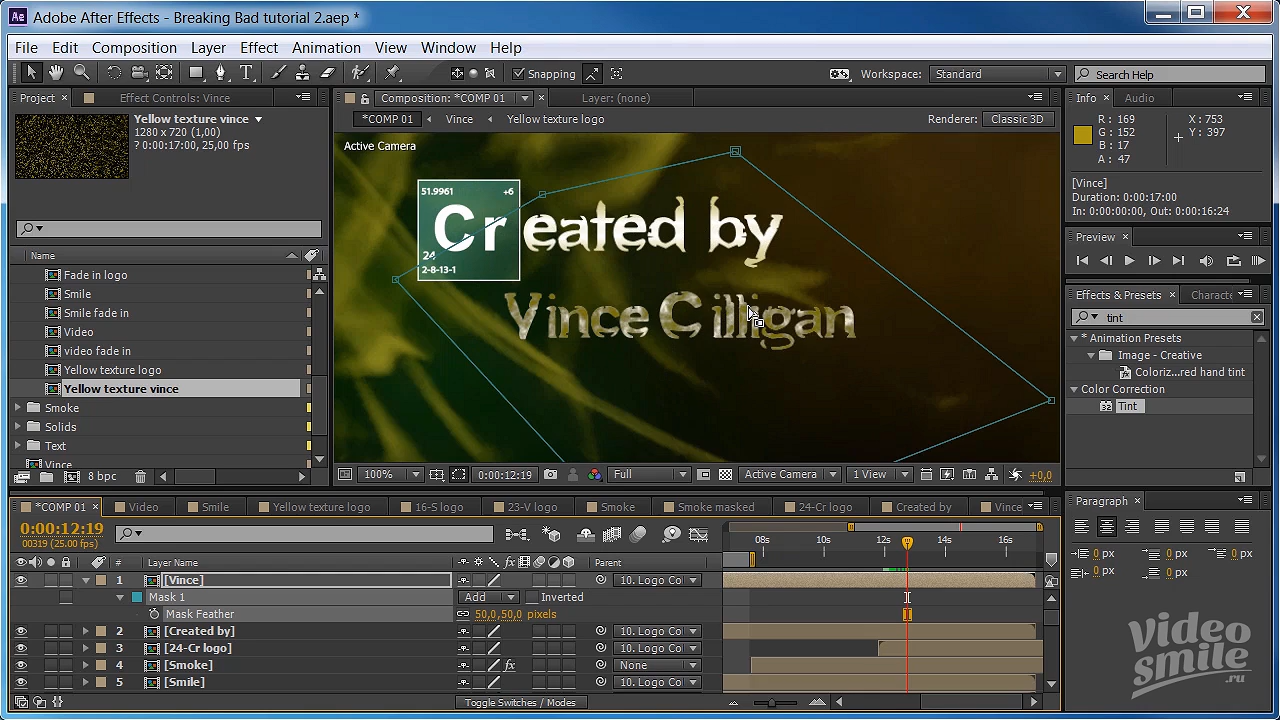 Adobe After Effects - Breaking Bad tutorial 2.aep *
File Edit Composition Layer Effect Animation View Window Help
Snapping Workspace: Standard Search Help
Project Effect Controls: Vince
Yellow texture vince
1280 x 720 (1,00)
? 0:00:17:00, 25,00 fps
Name
Fade in logo
Smile
Smile fade in
Video
video fade in
Yellow texture logo
Yellow texture vince
Smoke
Solids
Text
Vince
8 bpc
Composition: *COMP 01 Layer: (none)
*COMP 01 Vince Yellow texture logo Renderer: Classic 3D
Active Camera
51.9961 +6
Created by
24
2-8-13-1
Vince Cilligan
100% 0:00:12:19 Full Active Camera 1 View +0,0
Info Audio
R : 169 X : 753
G : 152 Y : 397
B : 17
A : 47
[Vince]
Duration: 0:00:17:00
In: 0:00:00:00, Out: 0:00:16:24
Preview
Effects & Presets Characte
tint
* Animation Presets
Image - Creative
Coloriz...red hand tint
Color Correction
32 Tint
Paragraph
0 px 0 px 0 px
0 px 0 px
*COMP 01 Video Smile Yellow texture logo 16-S logo 23-V logo Smoke Smoke masked 24-Cr logo Created by Vince
0:00:12:19
00319 (25.00 fps)
08s 10s 12s 14s 16s
# Layer Name fx Parent
1 [Vince] 10. Logo Co
Mask 1 Add Inverted
Mask Feather 50,0,50,0 pixels
2 [Created by] 10. Logo Co
3 [24-Cr logo] 10. Logo Co
4 [Smoke] fx None
5 [Smile] 10. Logo Co
Toggle Switches / Modes
video
smile
.ru